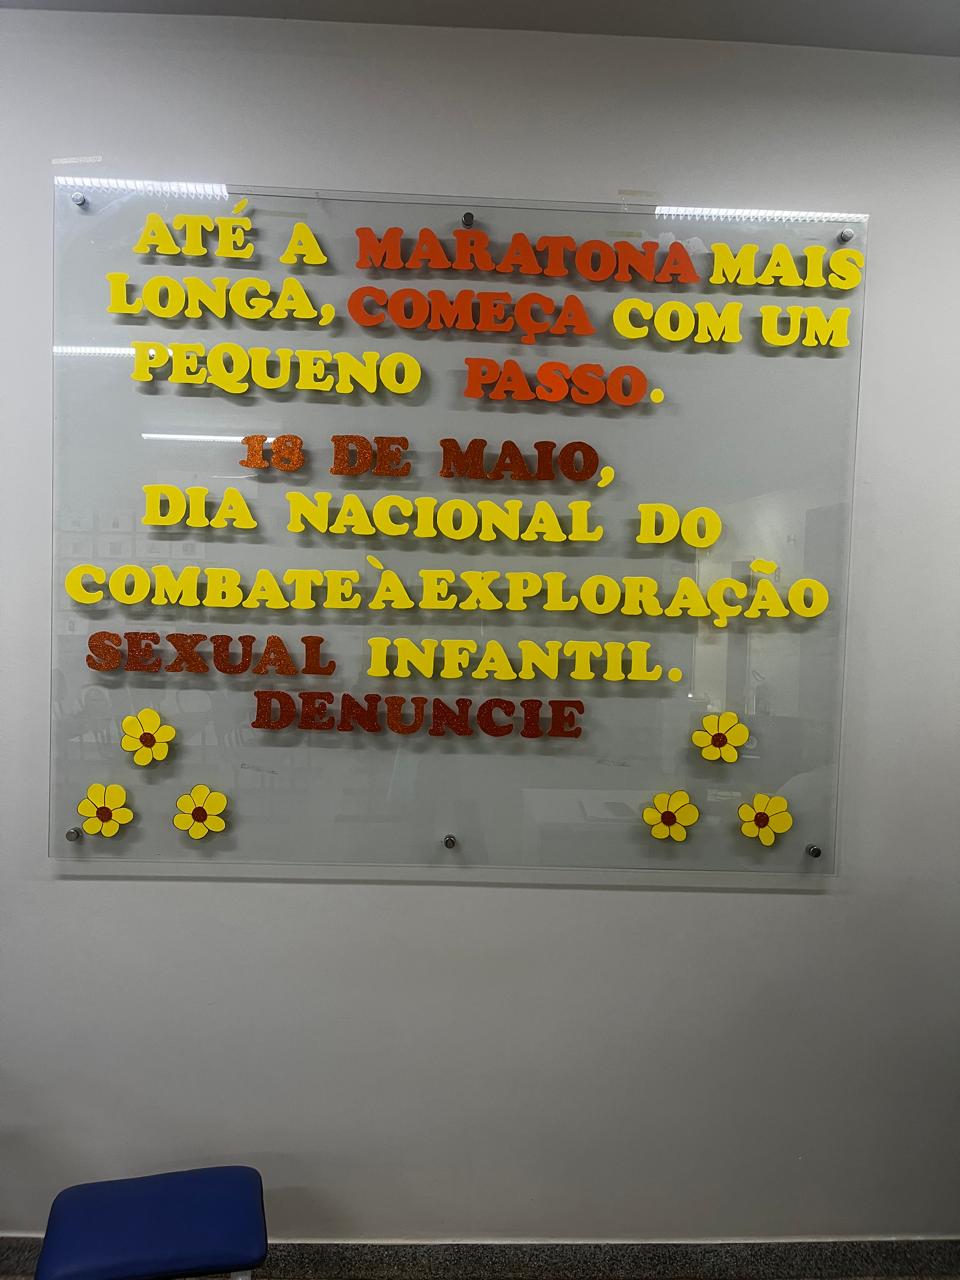 ATÉ A MARATONA MAIS
LONGA, COMEÇA COM UM
PEQUENO PASSO.
18 DE MAIO,
DIA NACIONAL DO
COMBATE À EXPLORAÇÃO
SEXUAL INFANTIL.
DENUNCIE